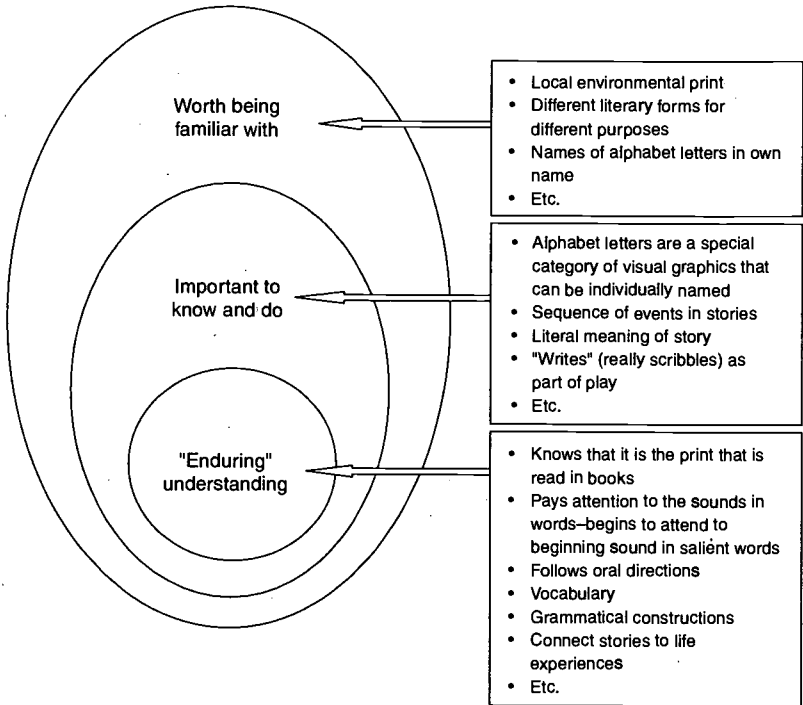 Worth being
familiar with
• Local environmental print
• Different literary forms for
different purposes
• Names of alphabet letters in own
name
• Etc.
Important to
know and do
• Alphabet letters are a special
category of visual graphics that
can be individually named
• Sequence of events in stories
• Literal meaning of story
• "Writes" (really scribbles) as
part of play
• Etc.
"Enduring"
understanding
• Knows that it is the print that is
read in books
• Pays attention to the sounds in
words–begins to attend to
beginning sound in salient words
• Follows oral directions
• Vocabulary
• Grammatical constructions
• Connect stories to life
experiences
• Etc.